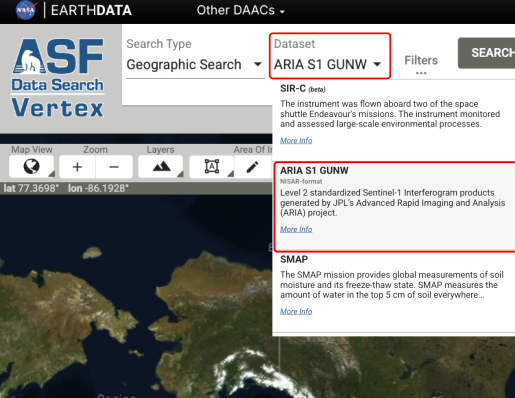 NASA
EARTHDATA
Other DAACs
ASF
Data Search
Vertex
Search Type
Geographic Search
Dataset
ARIA S1 GUNW
Filters
SEARCH
SIR-C (beta)
The instrument was flown aboard two of the space
shuttle Endeavour's missions. The instrument monitored
and assessed large-scale environmental processes.
More Info
ARIA S1 GUNW
NISAR-format
Level 2 standardized Sentinel-1 Interferogram products
generated by JPL's Advanced Rapid Imaging and Analysis
(ARIA) project.
More Info
SMAP
The SMAP mission provides global measurements of soil
moisture and its freeze-thaw state. SMAP measures the
amount of water in the top 5 cm of soil everywhere...
More Info
Map View
Zoom
Layers
Area Of I
A
lat 77.3698° lon -86.1928°